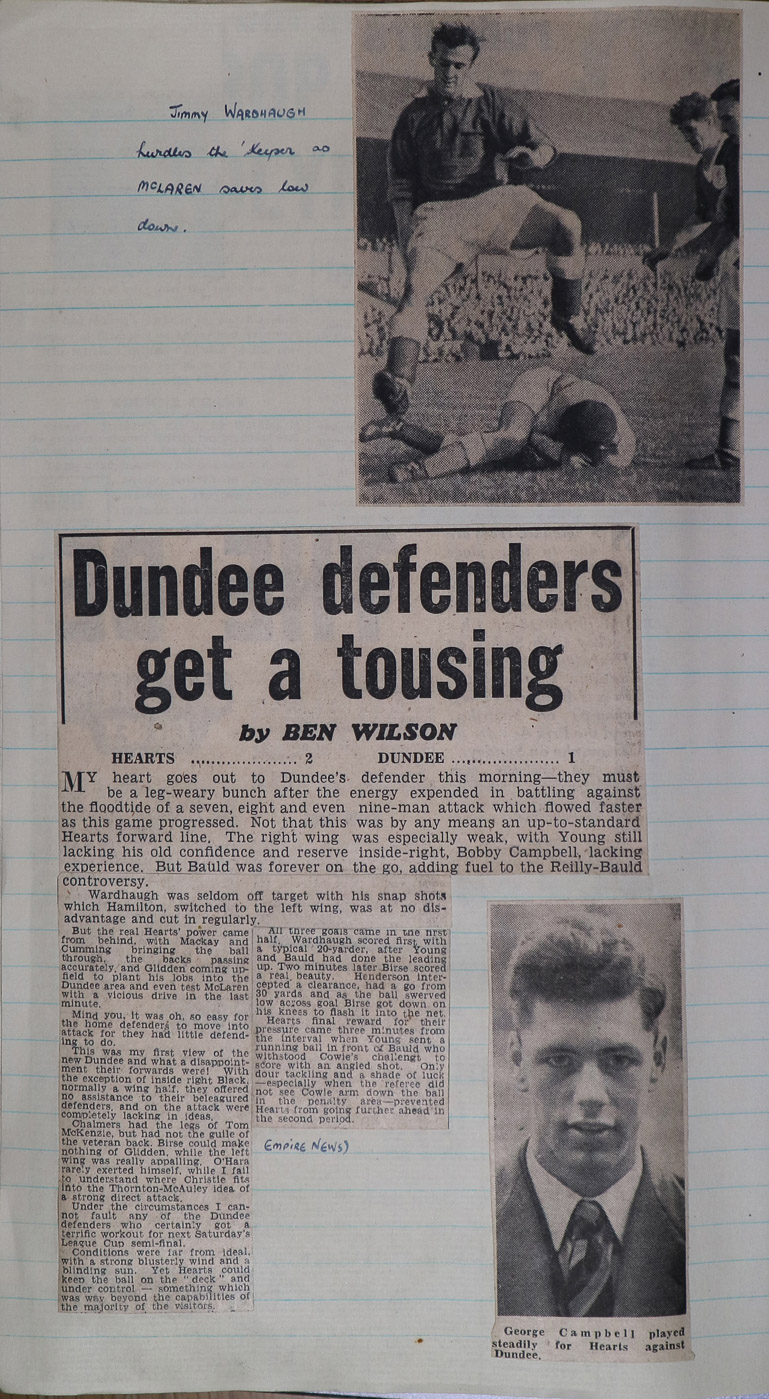 Jimmy WARDHAUGH
hurdles the 'keeper as
McLAREN saves low
down.
Dundee defenders
get a tousing
by BEN WILSON
HEARTS .................... 2 DUNDEE .................... 1
MY heart goes out to Dundee's defender this morning—they must
be a leg-weary bunch after the energy expended in battling against
the floodtide of a seven, eight and even nine-man attack which flowed faster
as this game progressed. Not that this was by any means an up-to-standard
Hearts forward line. The right wing was especially weak, with Young still
lacking his old confidence and reserve inside-right, Bobby Campbell, lacking
experience. But Bauld was forever on the go, adding fuel to the Reilly-Bauld
controversy.
Wardhaugh was seldom off target with his snap shots
which Hamilton, switched to the left wing, was at no dis-
advantage and cut in regularly.
But the real Hearts' power came
from behind, with Mackay and
Cumming bringing the ball
through, the backs passing
accurately, and Glidden coming up-
field to plant his lobs into the
Dundee area and even test McLaren
with a vicious drive in the last
minute.
Mind you, it was oh, so easy for
the home defenders to move into
attack for they had little defend-
ing to do.
This was my first view of the
new Dundee and what a disappoint-
ment their forwards were! With
the exception of inside right Black,
normally a wing half, they offered
no assistance to their beleagured
defenders, and on the attack were
completely lacking in ideas.
Chalmers had the legs of Tom
McKenzie, but had not the guile of
the veteran back. Birse could make
nothing of Glidden, while the left
wing was really appalling. O'Hara
rarely exerted himself, while I fail
to understand where Christie fits
into the Thornton-McAuley idea of
a strong direct attack.
Under the circumstances I can-
not fault any of the Dundee
defenders who certainly got a
terrific workout for next Saturday's
League Cup semi-final.
Conditions were far from ideal,
with a strong blusterly wind and a
blinding sun. Yet Hearts could
keep the ball on the "deck" and
under control — something which
was way beyond the capabilities of
the majority of the visitors.
All three goals came in the first
half. Wardhaugh scored first with
a typical 20-yarder, after Young
and Bauld had done the leading
up. Two minutes later Birse scored
a real beauty. Henderson inter-
cepted a clearance, had a go from
30 yards and as the ball swerved
low across goal Birse got down on
his knees to flash it into the net.
Hearts final reward for their
pressure came three minutes from
the interval when Young sent a
running ball in front of Bauld who
withstood Cowie's challenge to
score with an angled shot. Only
dour tackling and a shade of luck
—especially when the referee did
not see Cowie arm down the ball
in the penalty area—prevented
Hearts from going further ahead in
the second period.
EMPIRE NEWS)
George Campbell played
steadily for Hearts against
Dundee.